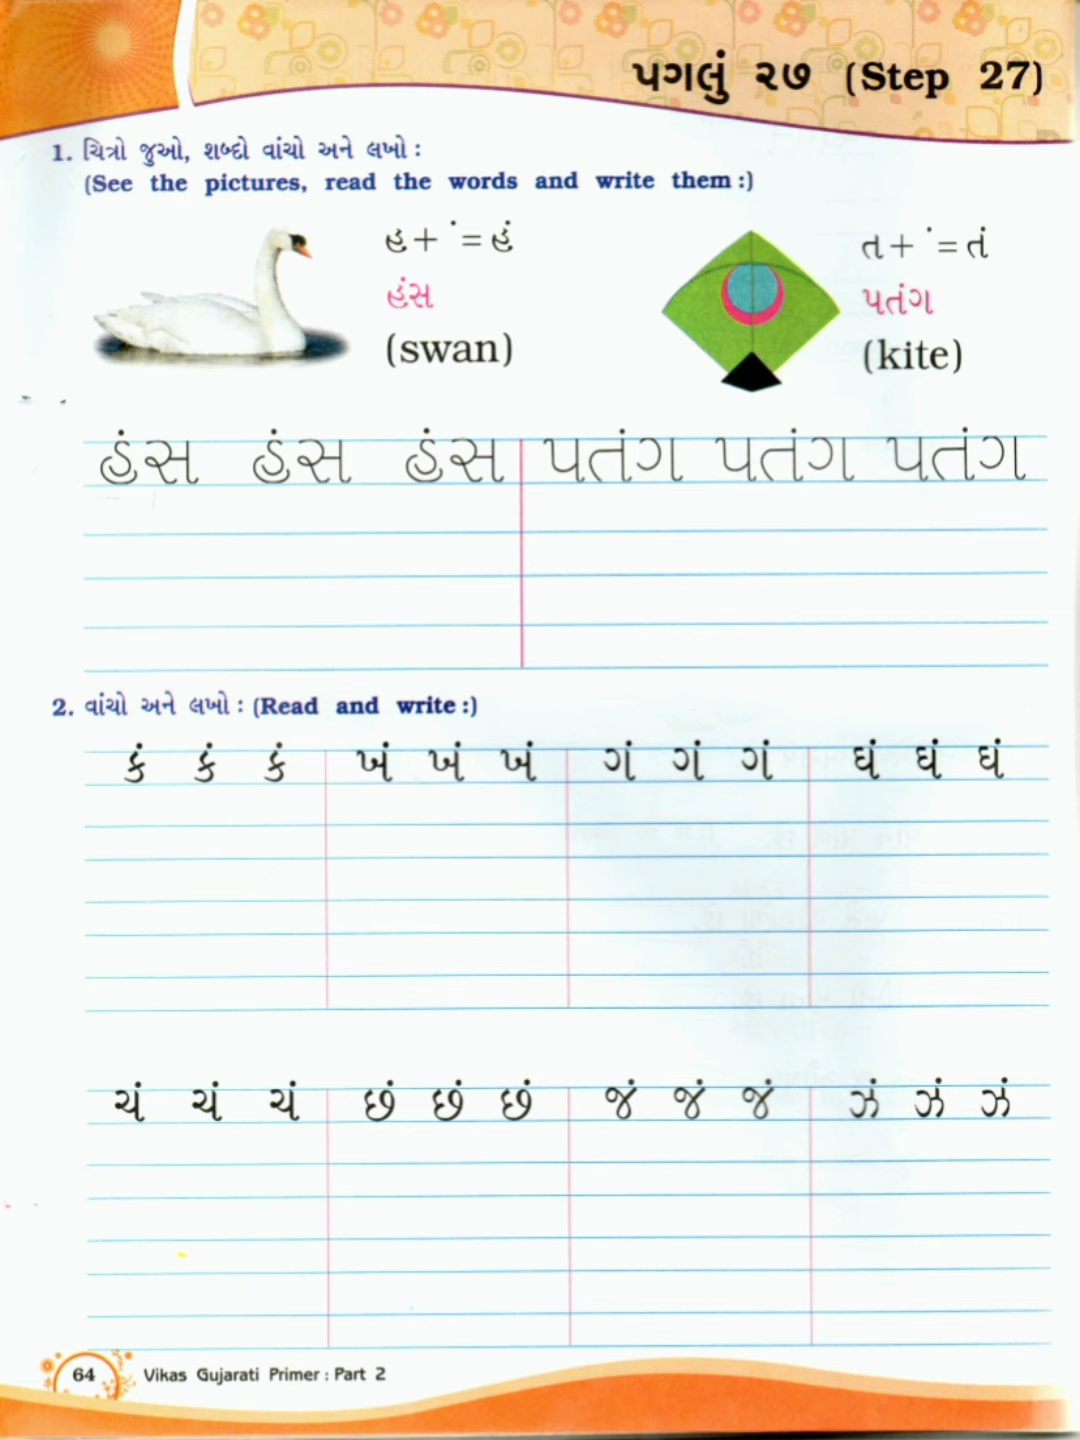 પગલું ૨૭ (Step 27)
1. ચિત્રો જુઓ, શબ્દો વાંચો અને લખો :
(See the pictures, read the words and write them :)
હ + ં = હં
હંસ
(swan)
ત + ં = તં
પતંગ
(kite)
હંસ હંસ હંસ પતંગ પતંગ પતંગ
2. વાંચો અને લખો : (Read and write :)
કં કં કં ખં ખં ખં ગં ગં ગં ઘં ઘં ઘં
ચં ચં ચં છં છં છં જં જં જં ઝં ઝં ઝં
64 Vikas Gujarati Primer : Part 2